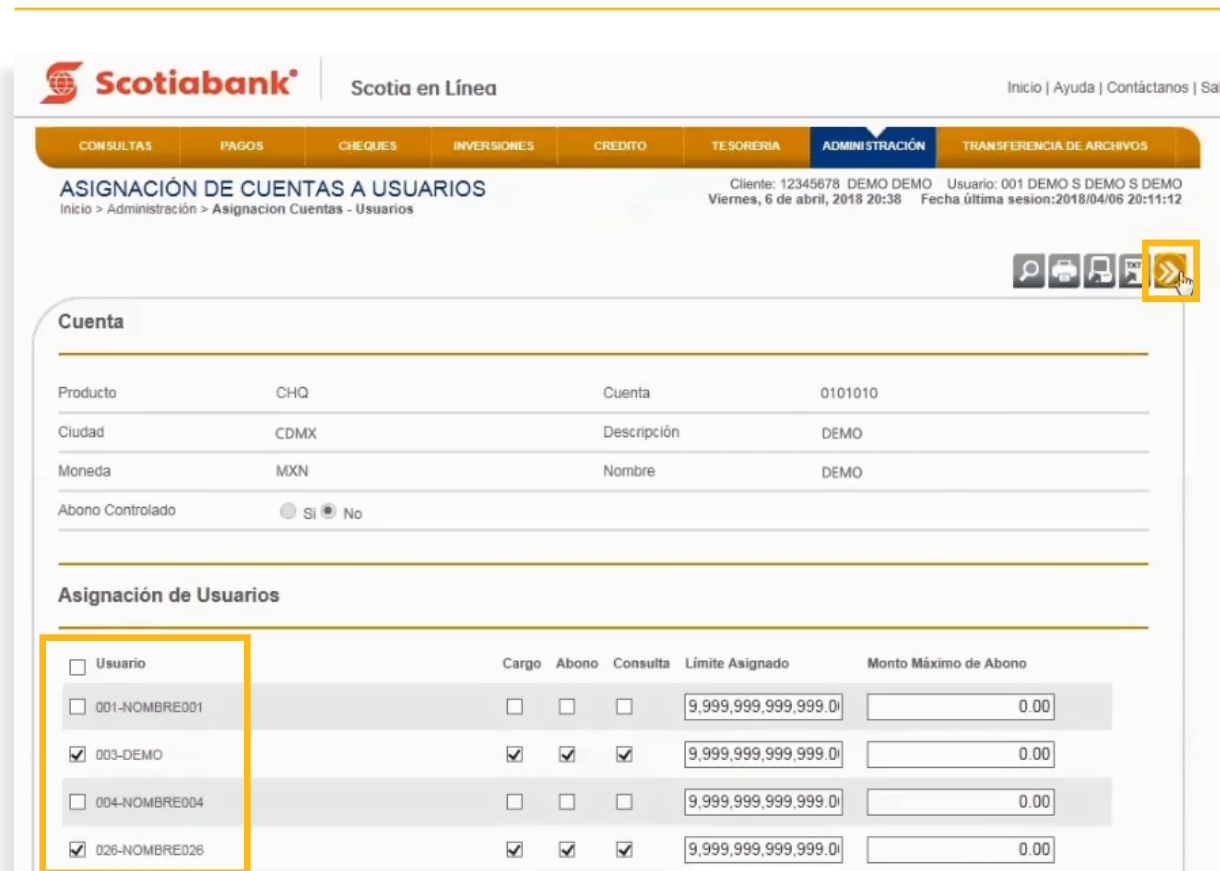 Scotiabank® Scotia en Línea Inicio | Ayuda | Contáctanos | Sal
CONSULTAS PAGOS CHEQUES INVERSIONES CREDITO TESORERIA ADMINISTRACIÓN TRANSFERENCIA DE ARCHIVOS
ASIGNACIÓN DE CUENTAS A USUARIOS Cliente: 12345678 DEMO DEMO Usuario: 001 DEMO S DEMO S DEMO
Inicio > Administración > Asignacion Cuentas - Usuarios Viernes, 6 de abril, 2018 20:38 Fecha última sesion:2018/04/06 20:11:12
TXT
Cuenta
Producto CHQ Cuenta 0101010
Ciudad CDMX Descripción DEMO
Moneda MXN Nombre DEMO
Abono Controlado Si No
Asignación de Usuarios
Usuario Cargo Abono Consulta Límite Asignado Monto Máximo de Abono
001-NOMBRE001 9,999,999,999,999.0 0.00
003-DEMO 9,999,999,999,999.0 0.00
004-NOMBRE004 9,999,999,999,999.0 0.00
026-NOMBRE026 9,999,999,999,999.0 0.00